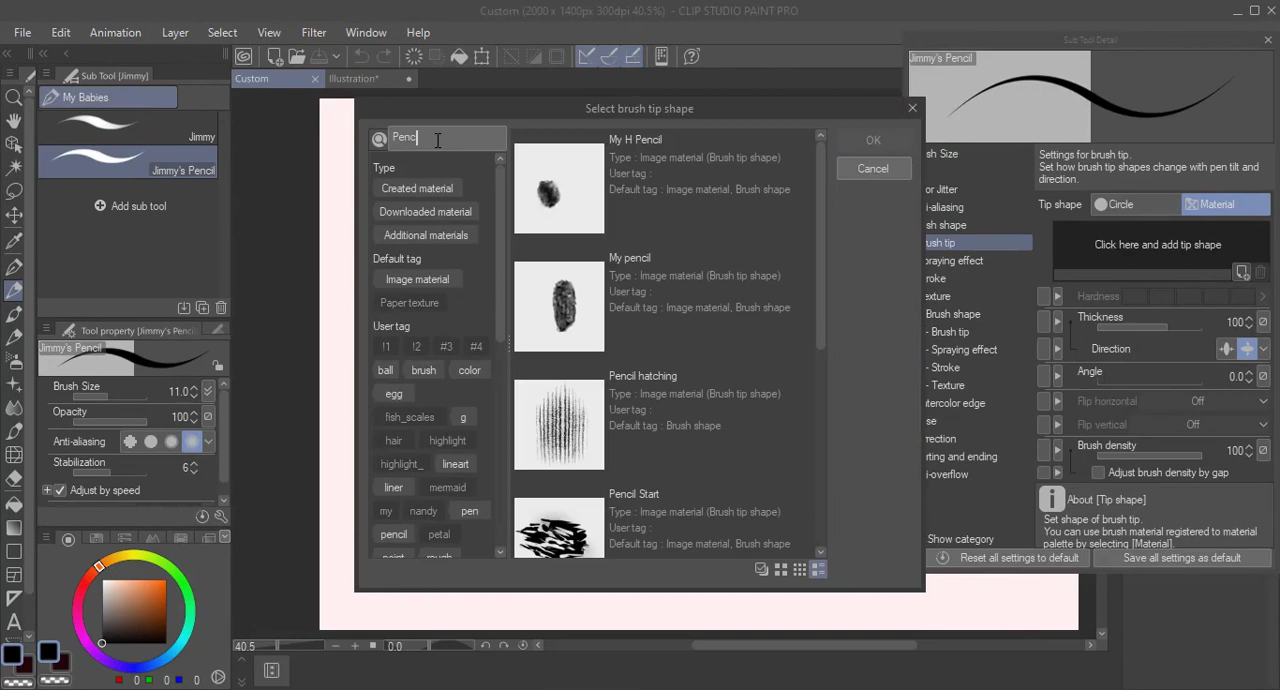 Custom (2000 x 1400px 300dpi 40.5%) - CLIP STUDIO PAINT PRO
File Edit Animation Layer Select View Filter Window Help
Sub Tool [Jimmy]
My Babies
Jimmy
Jimmy's Pencil
Add sub tool
Tool property [Jimmy's Penci
Jimmy's Pencil
Brush Size 11.0
Opacity 100
Anti-aliasing
Stabilization 6
Adjust by speed
0 0 0
Custom
Illustration*
40.5 0.0
Select brush tip shape
Penc
Type
Created material
Downloaded material
Additional materials
Default tag
Image material
Paper texture
User tag
!1 !2 #3 #4
ball brush color
egg
fish_scales g
hair highlight
highlight_ lineart
liner mermaid
my nandy pen
pencil petal
point rough
My H Pencil
Type : Image material (Brush tip shape)
User tag :
Default tag : Image material, Brush shape
My pencil
Type : Image material (Brush tip shape)
User tag :
Default tag : Image material, Brush shape
Pencil hatching
Type : Image material (Brush tip shape)
User tag :
Default tag : Brush shape
Pencil Start
Type : Image material (Brush tip shape)
User tag :
Default tag : Image material, Brush shape
OK
Cancel
Sub Tool Detail
Jimmy's Pencil
ush Size
or Jitter
i-aliasing
ush shape
ush tip
praying effect
roke
exture
rush shape
- Brush tip
- Spraying effect
- Stroke
- Texture
atercolor edge
se
rrection
arting and ending
ti-overflow
Show category
Settings for brush tip.
Set how brush tip shapes change with pen tilt and
direction.
Tip shape Circle Material
Click here and add tip shape
Hardness
Thickness 100
Direction
Angle 0.0
Flip horizontal Off
Flip vertical Off
Brush density 100
Adjust brush density by gap
About [Tip shape]
Set shape of brush tip.
You can use brush material registered to material
palette by selecting [Material].
Reset all settings to default
Save all settings as default